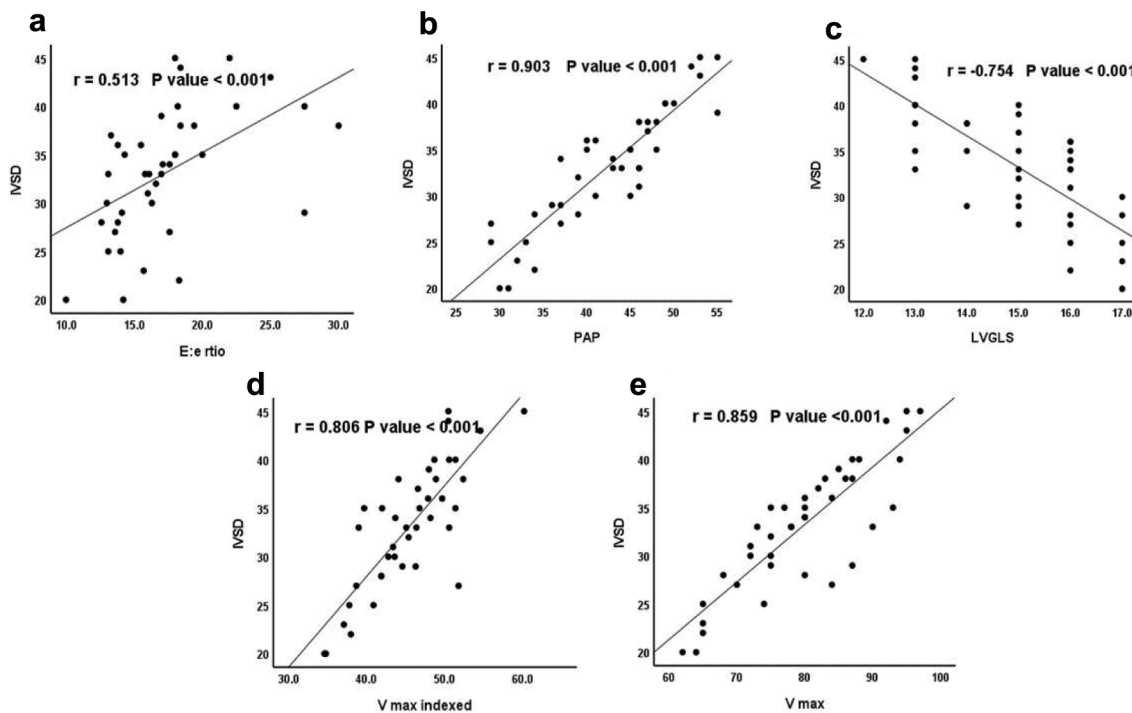 a
r = 0.513 P value < 0.001
IVSD
45
40
35
30
25
20
10.0 15.0 20.0 25.0 30.0
E:e rtio
b
r = 0.903 P value < 0.001
IVSD
45
40
35
30
25
20
25 30 35 40 45 50 55
PAP
c
r = -0.754 P value < 0.001
IVSD
45
40
35
30
25
20
12.0 13.0 14.0 15.0 16.0 17.0
LVGLS
d
r = 0.806 P value < 0.001
IVSD
45
40
35
30
25
20
30.0 40.0 50.0 60.0
V max indexed
e
r = 0.859 P value <0.001
IVSD
45
40
35
30
25
20
60 70 80 90 100
V max